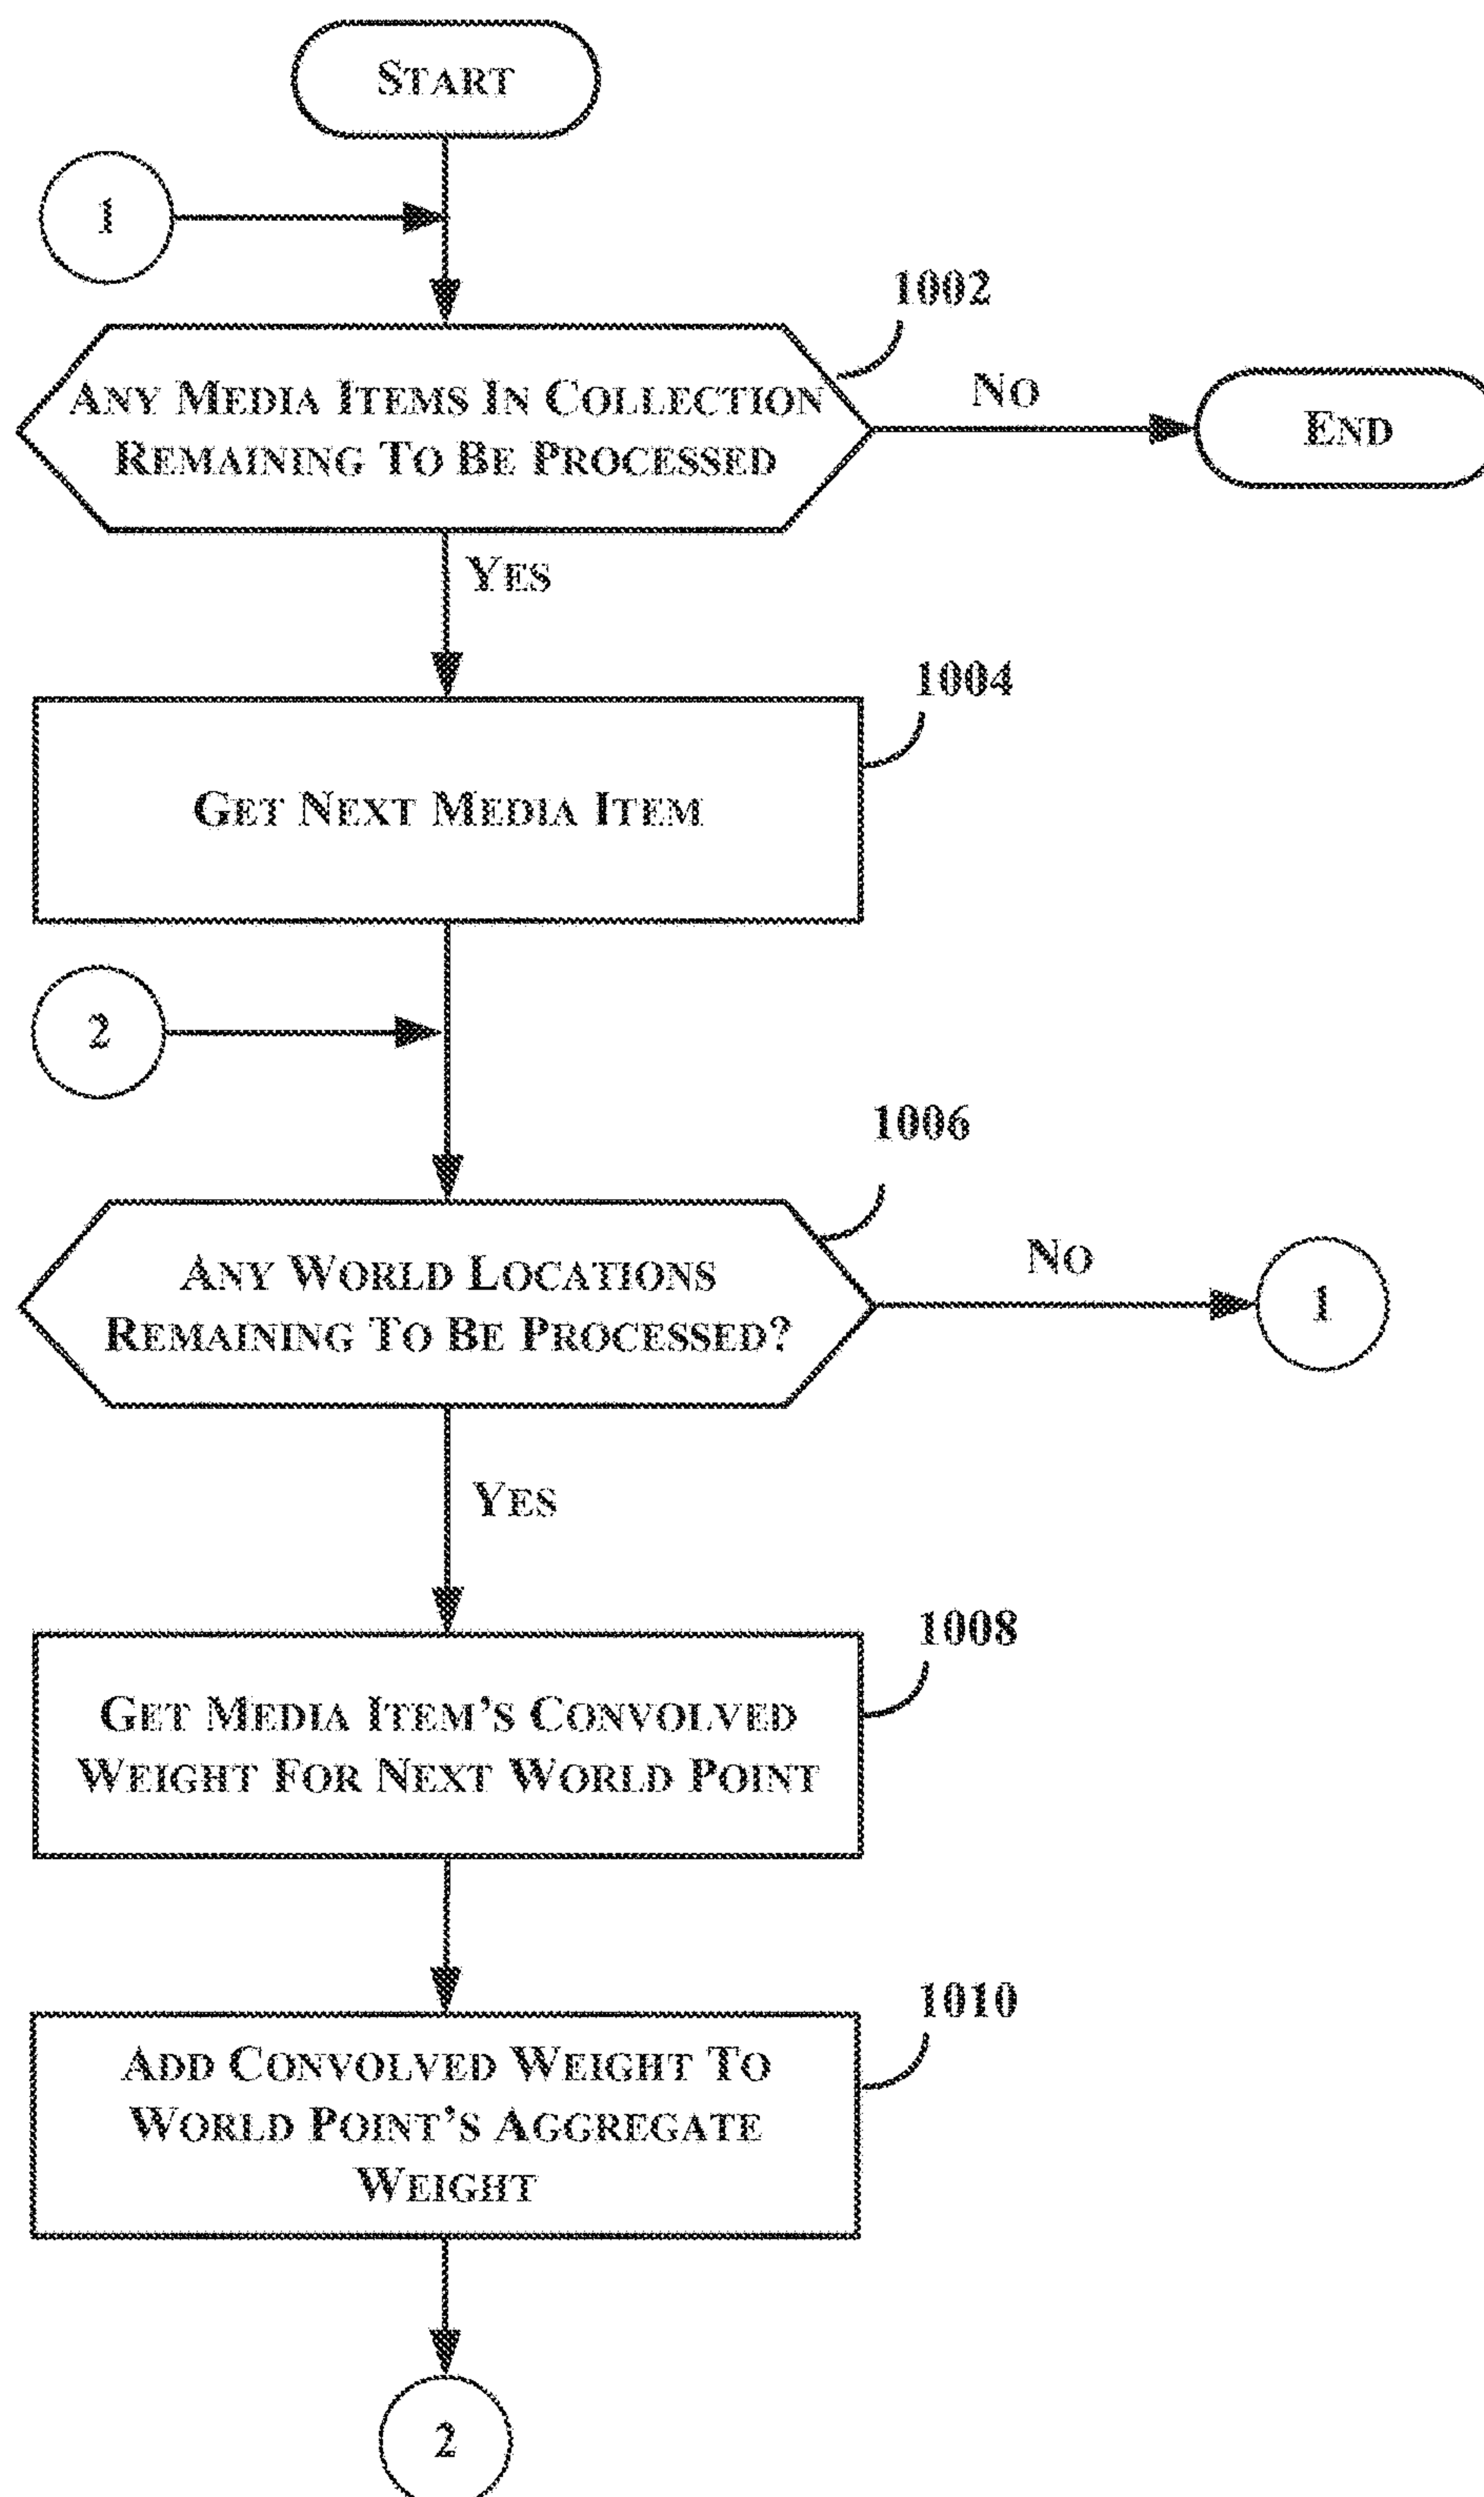 START
1
1002
ANY MEDIA ITEMS IN COLLECTION
REMAINING TO BE PROCESSED
NO
END
YES
1004
GET NEXT MEDIA ITEM
2
1006
ANY WORLD LOCATIONS
REMAINING TO BE PROCESSED?
NO
1
YES
1008
GET MEDIA ITEM'S CONVOLVED
WEIGHT FOR NEXT WORLD POINT
1010
ADD CONVOLVED WEIGHT TO
WORLD POINT'S AGGREGATE
WEIGHT
2